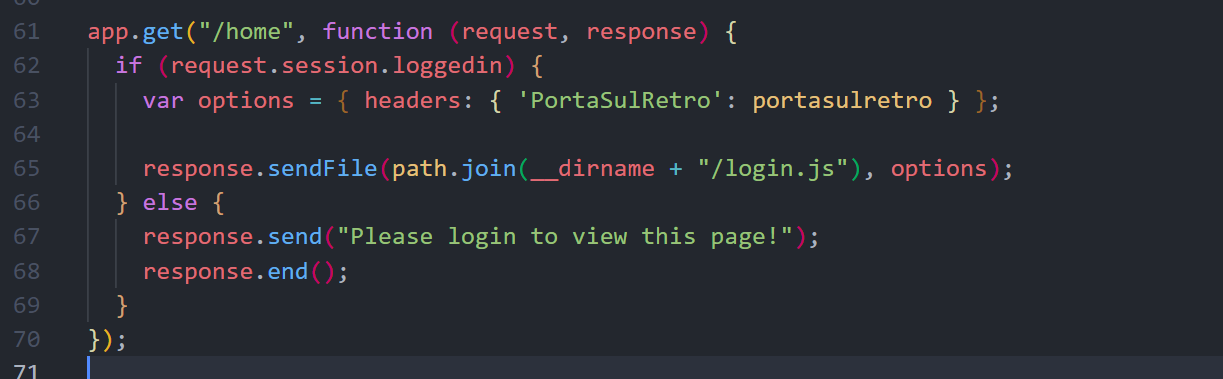 61 app.get("/home", function (request, response) {
62 if (request.session.loggedin) {
63 var options = { headers: { 'PortaSulRetro': portasulretro } };
64
65 response.sendFile(path.join(__dirname + "/login.js"), options);
66 } else {
67 response.send("Please login to view this page!");
68 response.end();
69 }
70 });
71